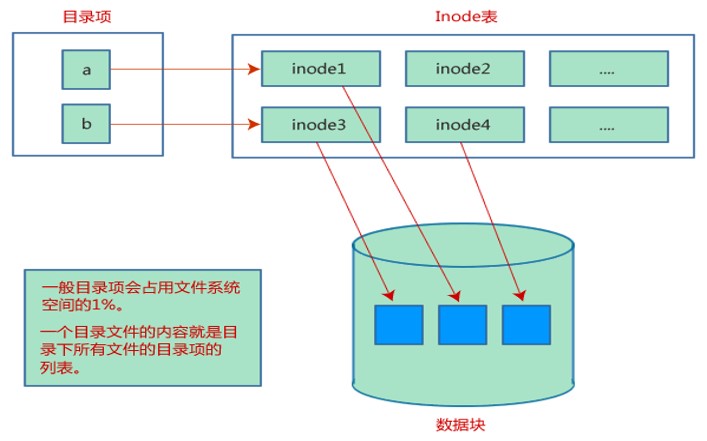 目录项
Inode表
a
inode1
inode2
....
b
inode3
inode4
....
一般目录项会占用文件系统
空间的1%。
一个目录文件的内容就是目
录下所有文件的目录项的
列表。
数据块